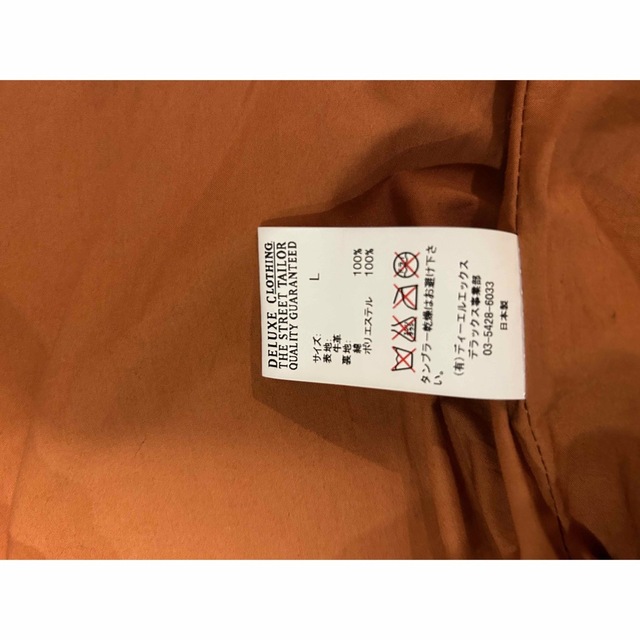 DELUXE CLOTHING
THE STREET TAILOR
QUALITY GUARANTEED
サイズ: L
表地:
牛革 100%
裏地:
綿 100%
ポリエステル
タンブラー乾燥はお避け下さ
い。
(有)ディーエルエックス
デラックス事業部
03-5428-6033
日本製